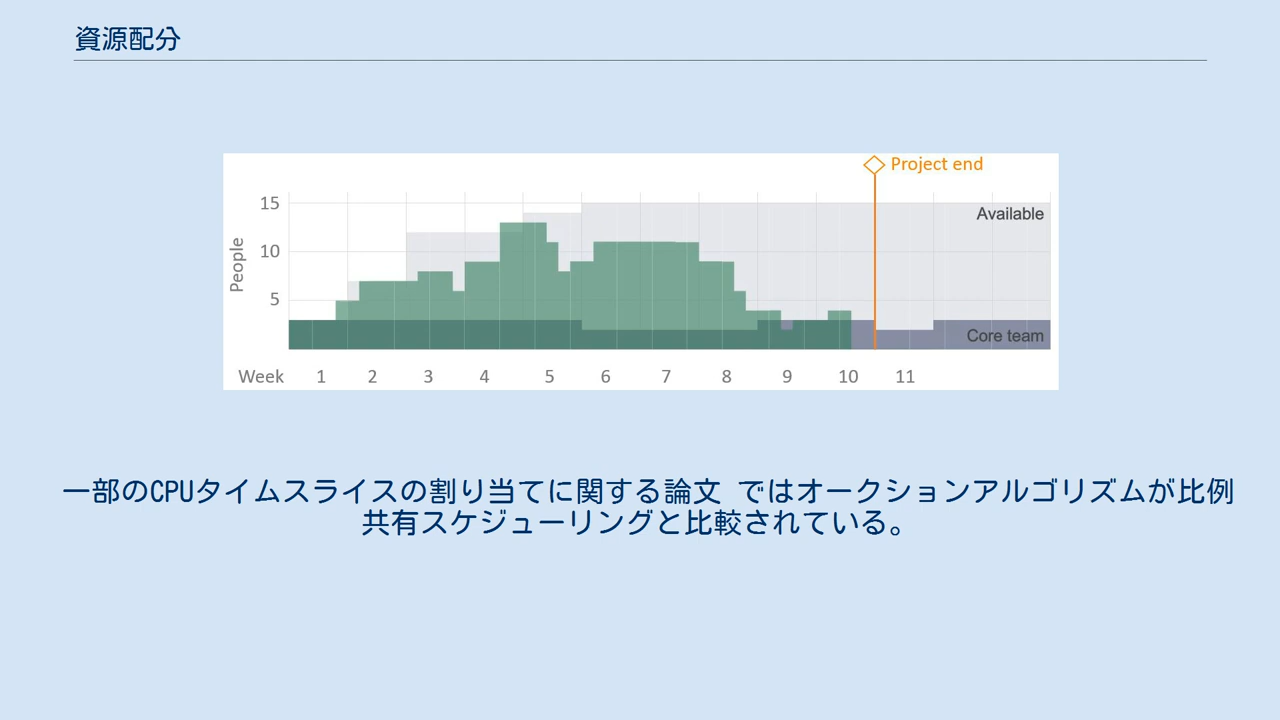 資源配分
Project end
15
Available
10
People
5
Core team
Week 1 2 3 4 5 6 7 8 9 10 11
一部のCPUタイムスライスの割り当てに関する論文 ではオークションアルゴリズムが比例
共有スケジューリングと比較されている。